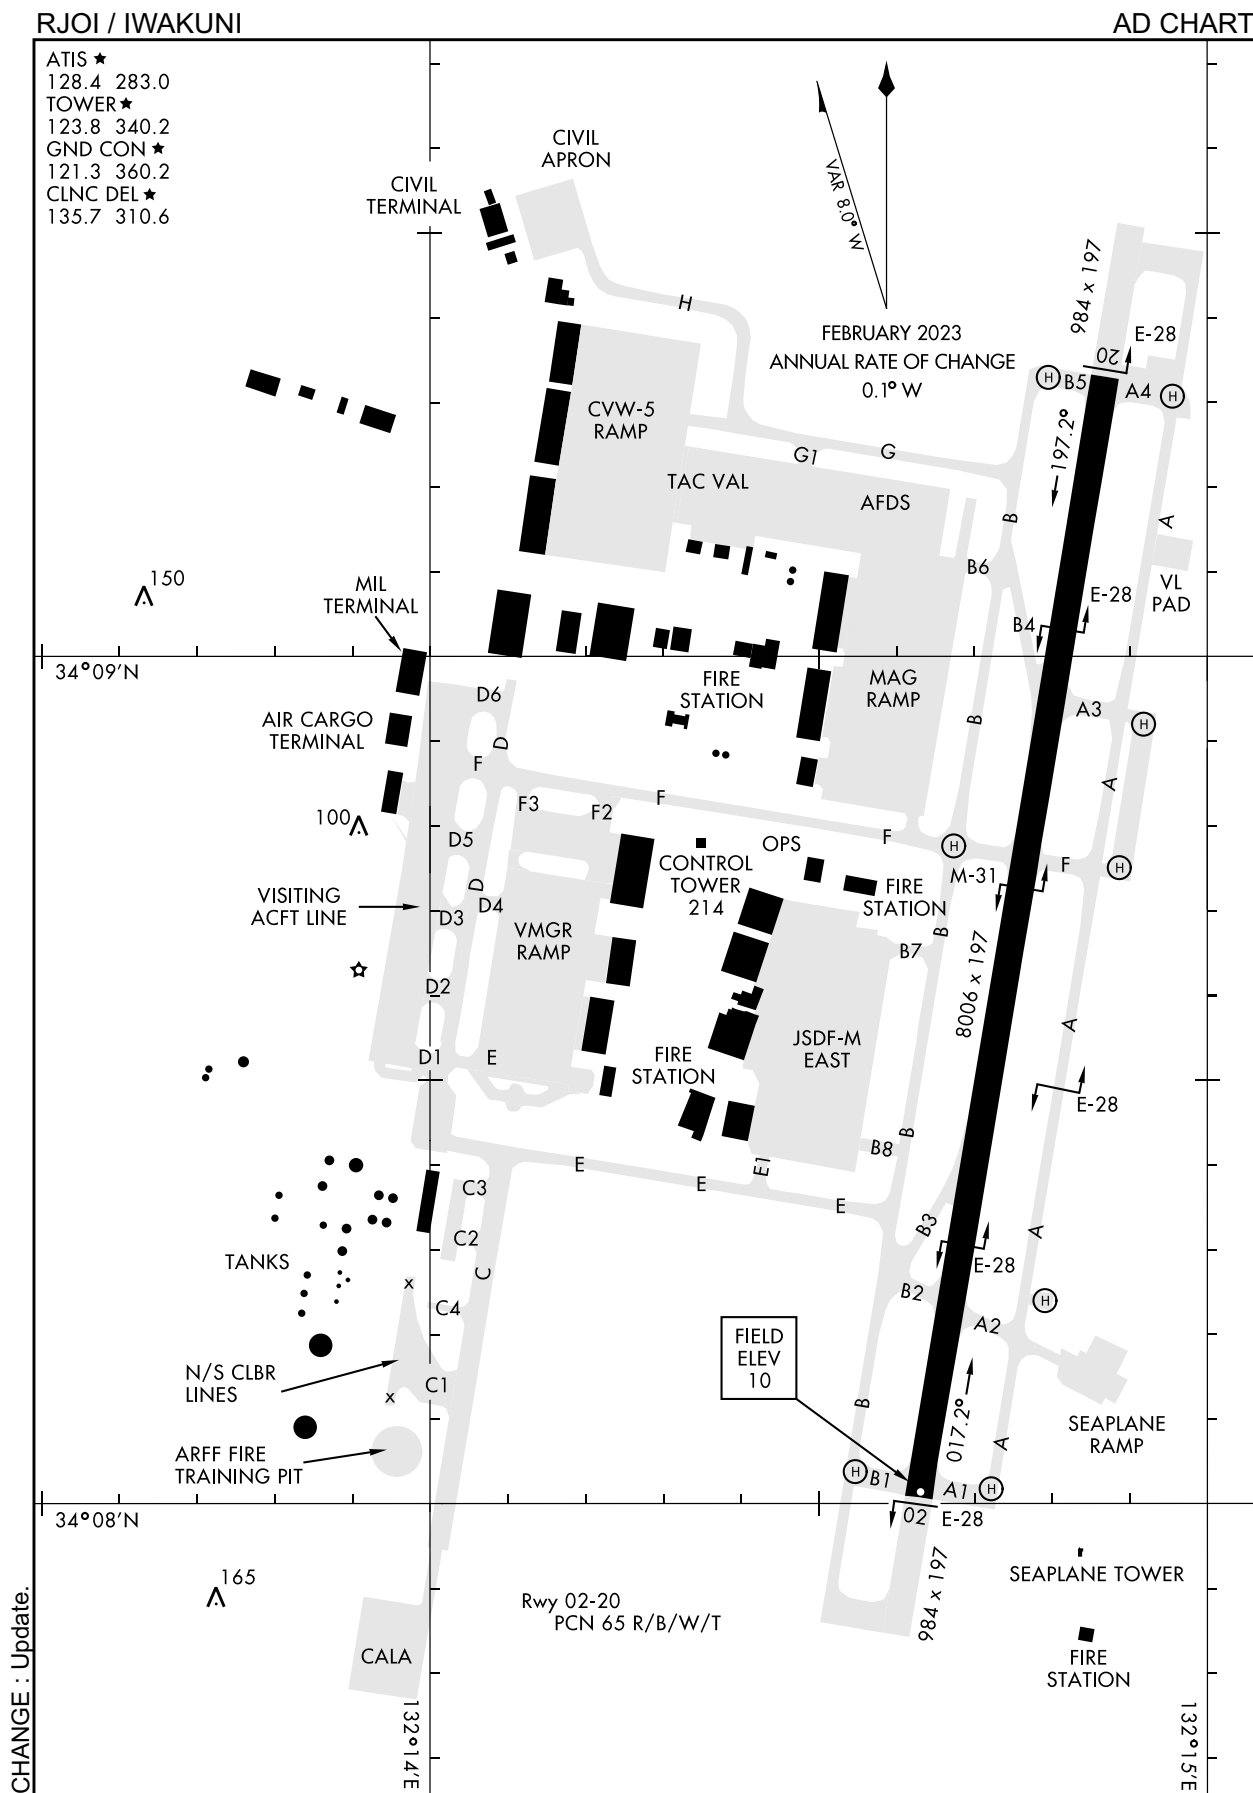 RJOI / IWAKUNI
AD CHART
ATIS ★
128.4 283.0
TOWER ★
123.8 340.2
GND CON ★
121.3 360.2
CLNC DEL ★
135.7 310.6
CIVIL
APRON
CIVIL
TERMINAL
VAR 8.0° W
FEBRUARY 2023
ANNUAL RATE OF CHANGE
0.1° W
984 x 197
E-28
20
H
H
B5
A4
H
197.2°
CVW-5
RAMP
G1
G
TAC VAL
AFDS
B
A
B6
VL
PAD
E-28
B4
150
MIL
TERMINAL
34°09'N
D6
FIRE
STATION
MAG
RAMP
B
A3
H
AIR CARGO
TERMINAL
D
F
F3
F2
F
A
100
D5
CONTROL
TOWER
214
OPS
F
H
M-31
F
H
FIRE
STATION
VISITING
ACFT LINE
D
D4
D3
VMGR
RAMP
B
B7
8006 x 197
D2
A
D1
E
FIRE
STATION
JSDF-M
EAST
E-28
B
B8
E
E
E1
E
C3
C2
C
C4
C1
B3
E-28
A
B2
H
A2
TANKS
x
x
N/S CLBR
LINES
FIELD
ELEV
10
B
017.2°
A
SEAPLANE
RAMP
ARFF FIRE
TRAINING PIT
H
B1
A1
H
34°08'N
02
E-28
984 x 197
SEAPLANE TOWER
165
Rwy 02-20
PCN 65 R/B/W/T
FIRE
STATION
CALA
132°14'E
132°15'E
CHANGE : Update.